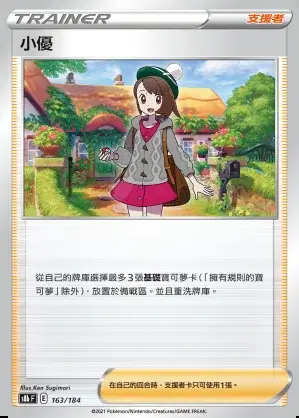 TRAINER 支援者
小優
從自己的牌庫選擇最多3張基礎寶可夢卡(「擁有規則的寶
可夢」除外),放置於備戰區。並且重洗牌庫。
Illus.Ken Sugimori
s8b F E 163/184
在自己的回合時,支援者卡只可使用1張。
©2021 Pokémon/Nintendo/Creatures/GAME FREAK.